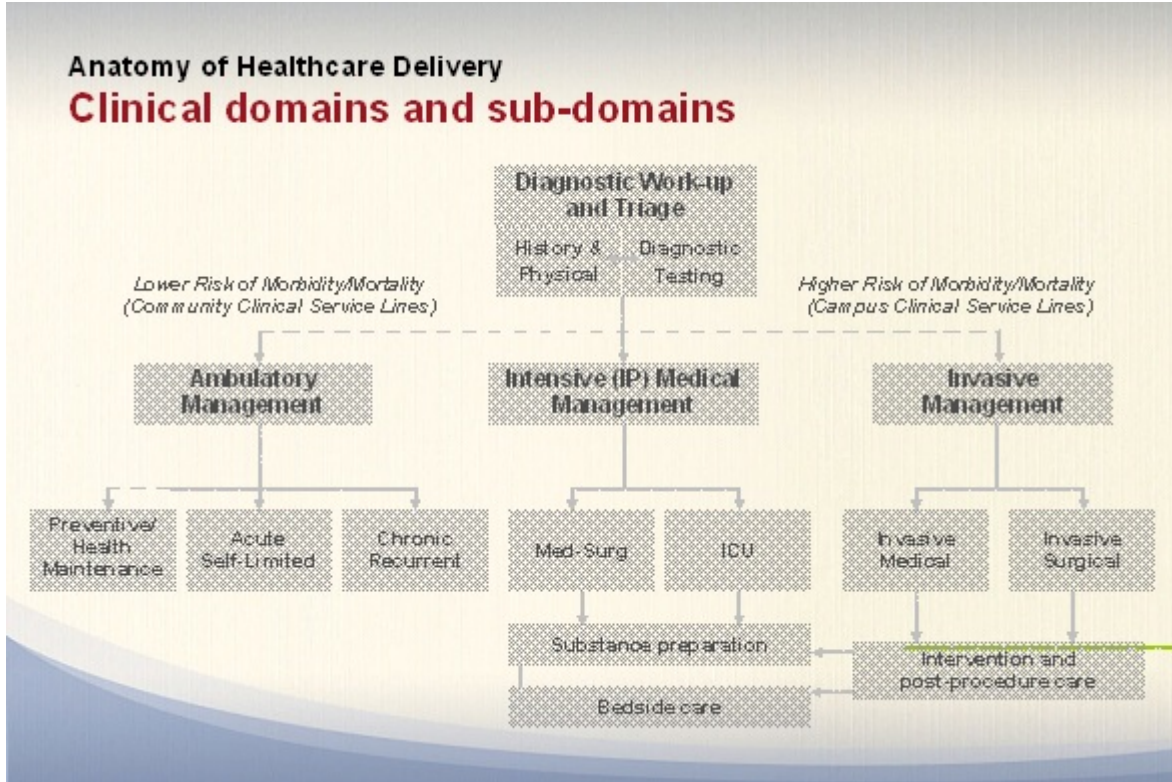 Anatomy of Healthcare Delivery
Clinical domains and sub-domains
Diagnostic Work-up
and Triage
History &
Physical
Diagnostic
Testing
Lower Risk of Morbidity/Mortality
(Community Clinical Service Lines)
Higher Risk of Morbidity/Mortality
(Campus Clinical Service Lines)
Ambulatory
Management
Intensive (IP) Medical
Management
Invasive
Management
Preventive/
Health
Maintenance
Acute
Self-Limited
Chronic
Recurrent
Med-Surg
ICU
Invasive
Medical
Invasive
Surgical
Substance preparation
Intervention and
post-procedure care
Bedside care